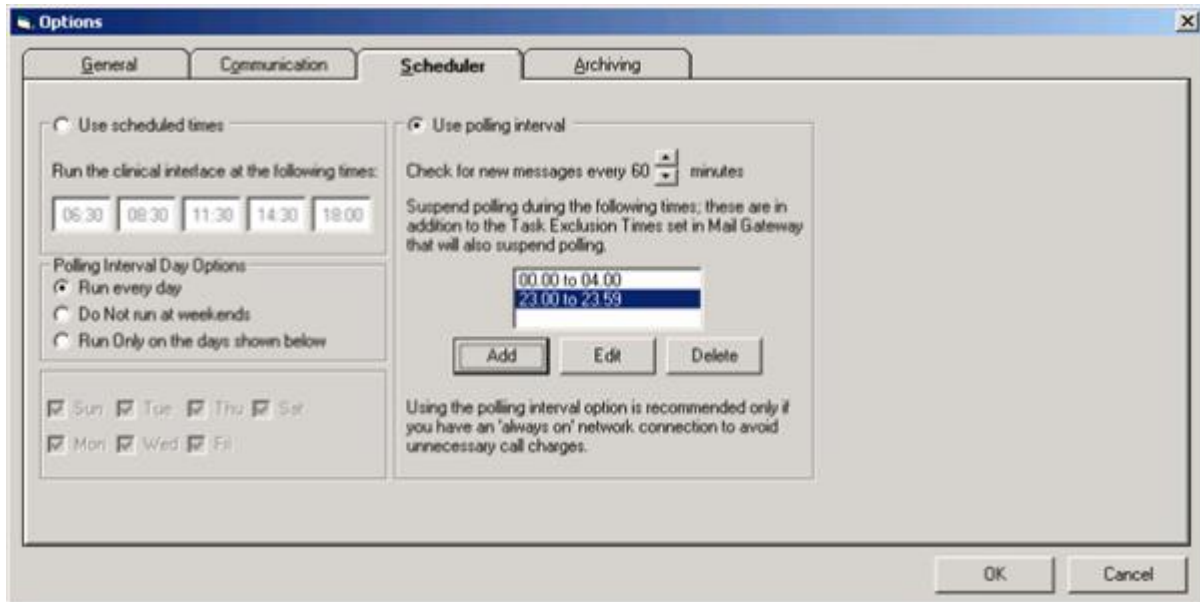 Options
General Communication Scheduler Archiving
Use scheduled times
Run the clinical interface at the following times:
06:30 08:30 11:30 14:30 18:00
Polling Interval Day Options
Run every day
Do Not run at weekends
Run Only on the days shown below
Sun Tue Thu Sat
Mon Wed Fri
Use polling interval
Check for new messages every 60 minutes
Suspend polling during the following times; these are in
addition to the Task Exclusion Times set in Mail Gateway
that will also suspend polling.
00.00 to 04.00
23.00 to 23.59
Add Edit Delete
Using the polling interval option is recommended only if
you have an 'always on' network connection to avoid
unnecessary call charges.
OK Cancel